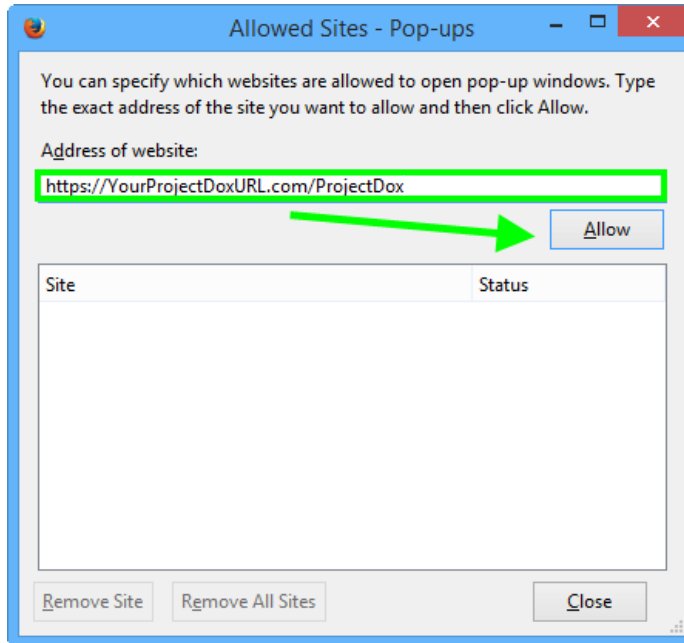 Allowed Sites - Pop-ups
You can specify which websites are allowed to open pop-up windows. Type
the exact address of the site you want to allow and then click Allow.
Address of website:
https://YourProjectDoxURL.com/ProjectDox
Allow
Site Status
Remove Site Remove All Sites Close